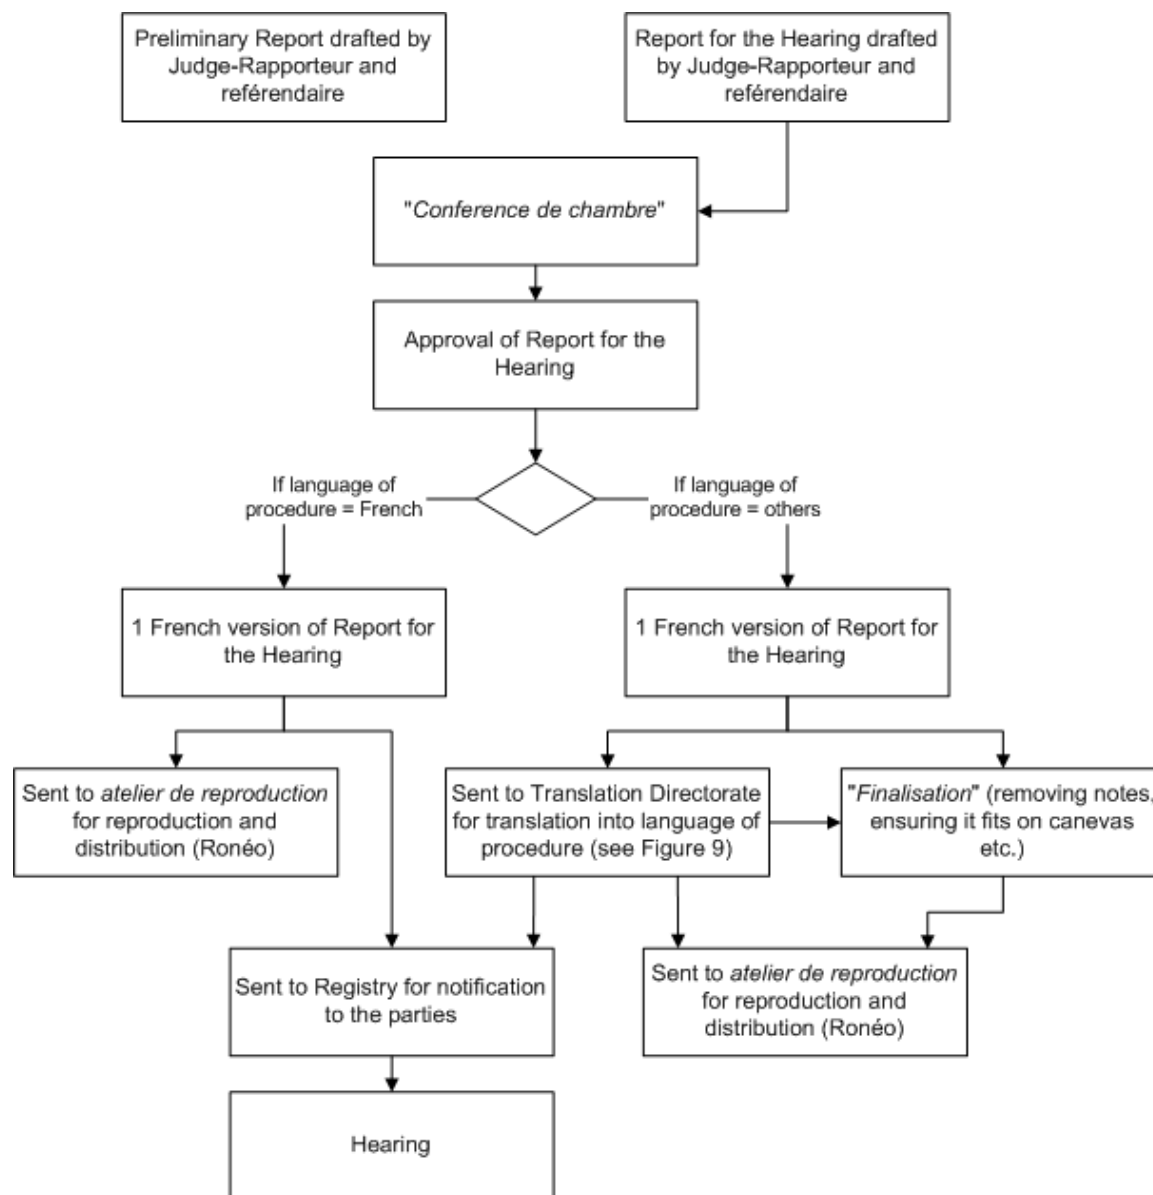 Preliminary Report drafted by
Judge-Rapporteur and
reférendaire
Report for the Hearing drafted
by Judge-Rapporteur and
reférendaire
"Conference de chambre"
Approval of Report for the
Hearing
If language of
procedure = French
If language of
procedure = others
1 French version of Report for
the Hearing
1 French version of Report for
the Hearing
Sent to atelier de reproduction
for reproduction and
distribution (Ronéo)
Sent to Translation Directorate
for translation into language of
procedure (see Figure 9)
"Finalisation" (removing notes,
ensuring it fits on canevas
etc.)
Sent to Registry for notification
to the parties
Sent to atelier de reproduction
for reproduction and
distribution (Ronéo)
Hearing